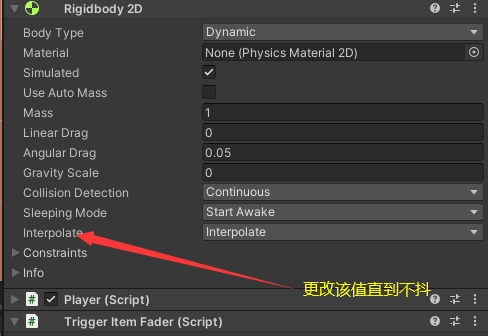 Rigidbody 2D
Body Type Dynamic
Material None (Physics Material 2D)
Simulated
Use Auto Mass
Mass 1
Linear Drag 0
Angular Drag 0.05
Gravity Scale 0
Collision Detection Continuous
Sleeping Mode Start Awake
Interpolate Interpolate
Constraints
Info
更改该值直到不抖
# Player (Script)
# Trigger Item Fader (Script)